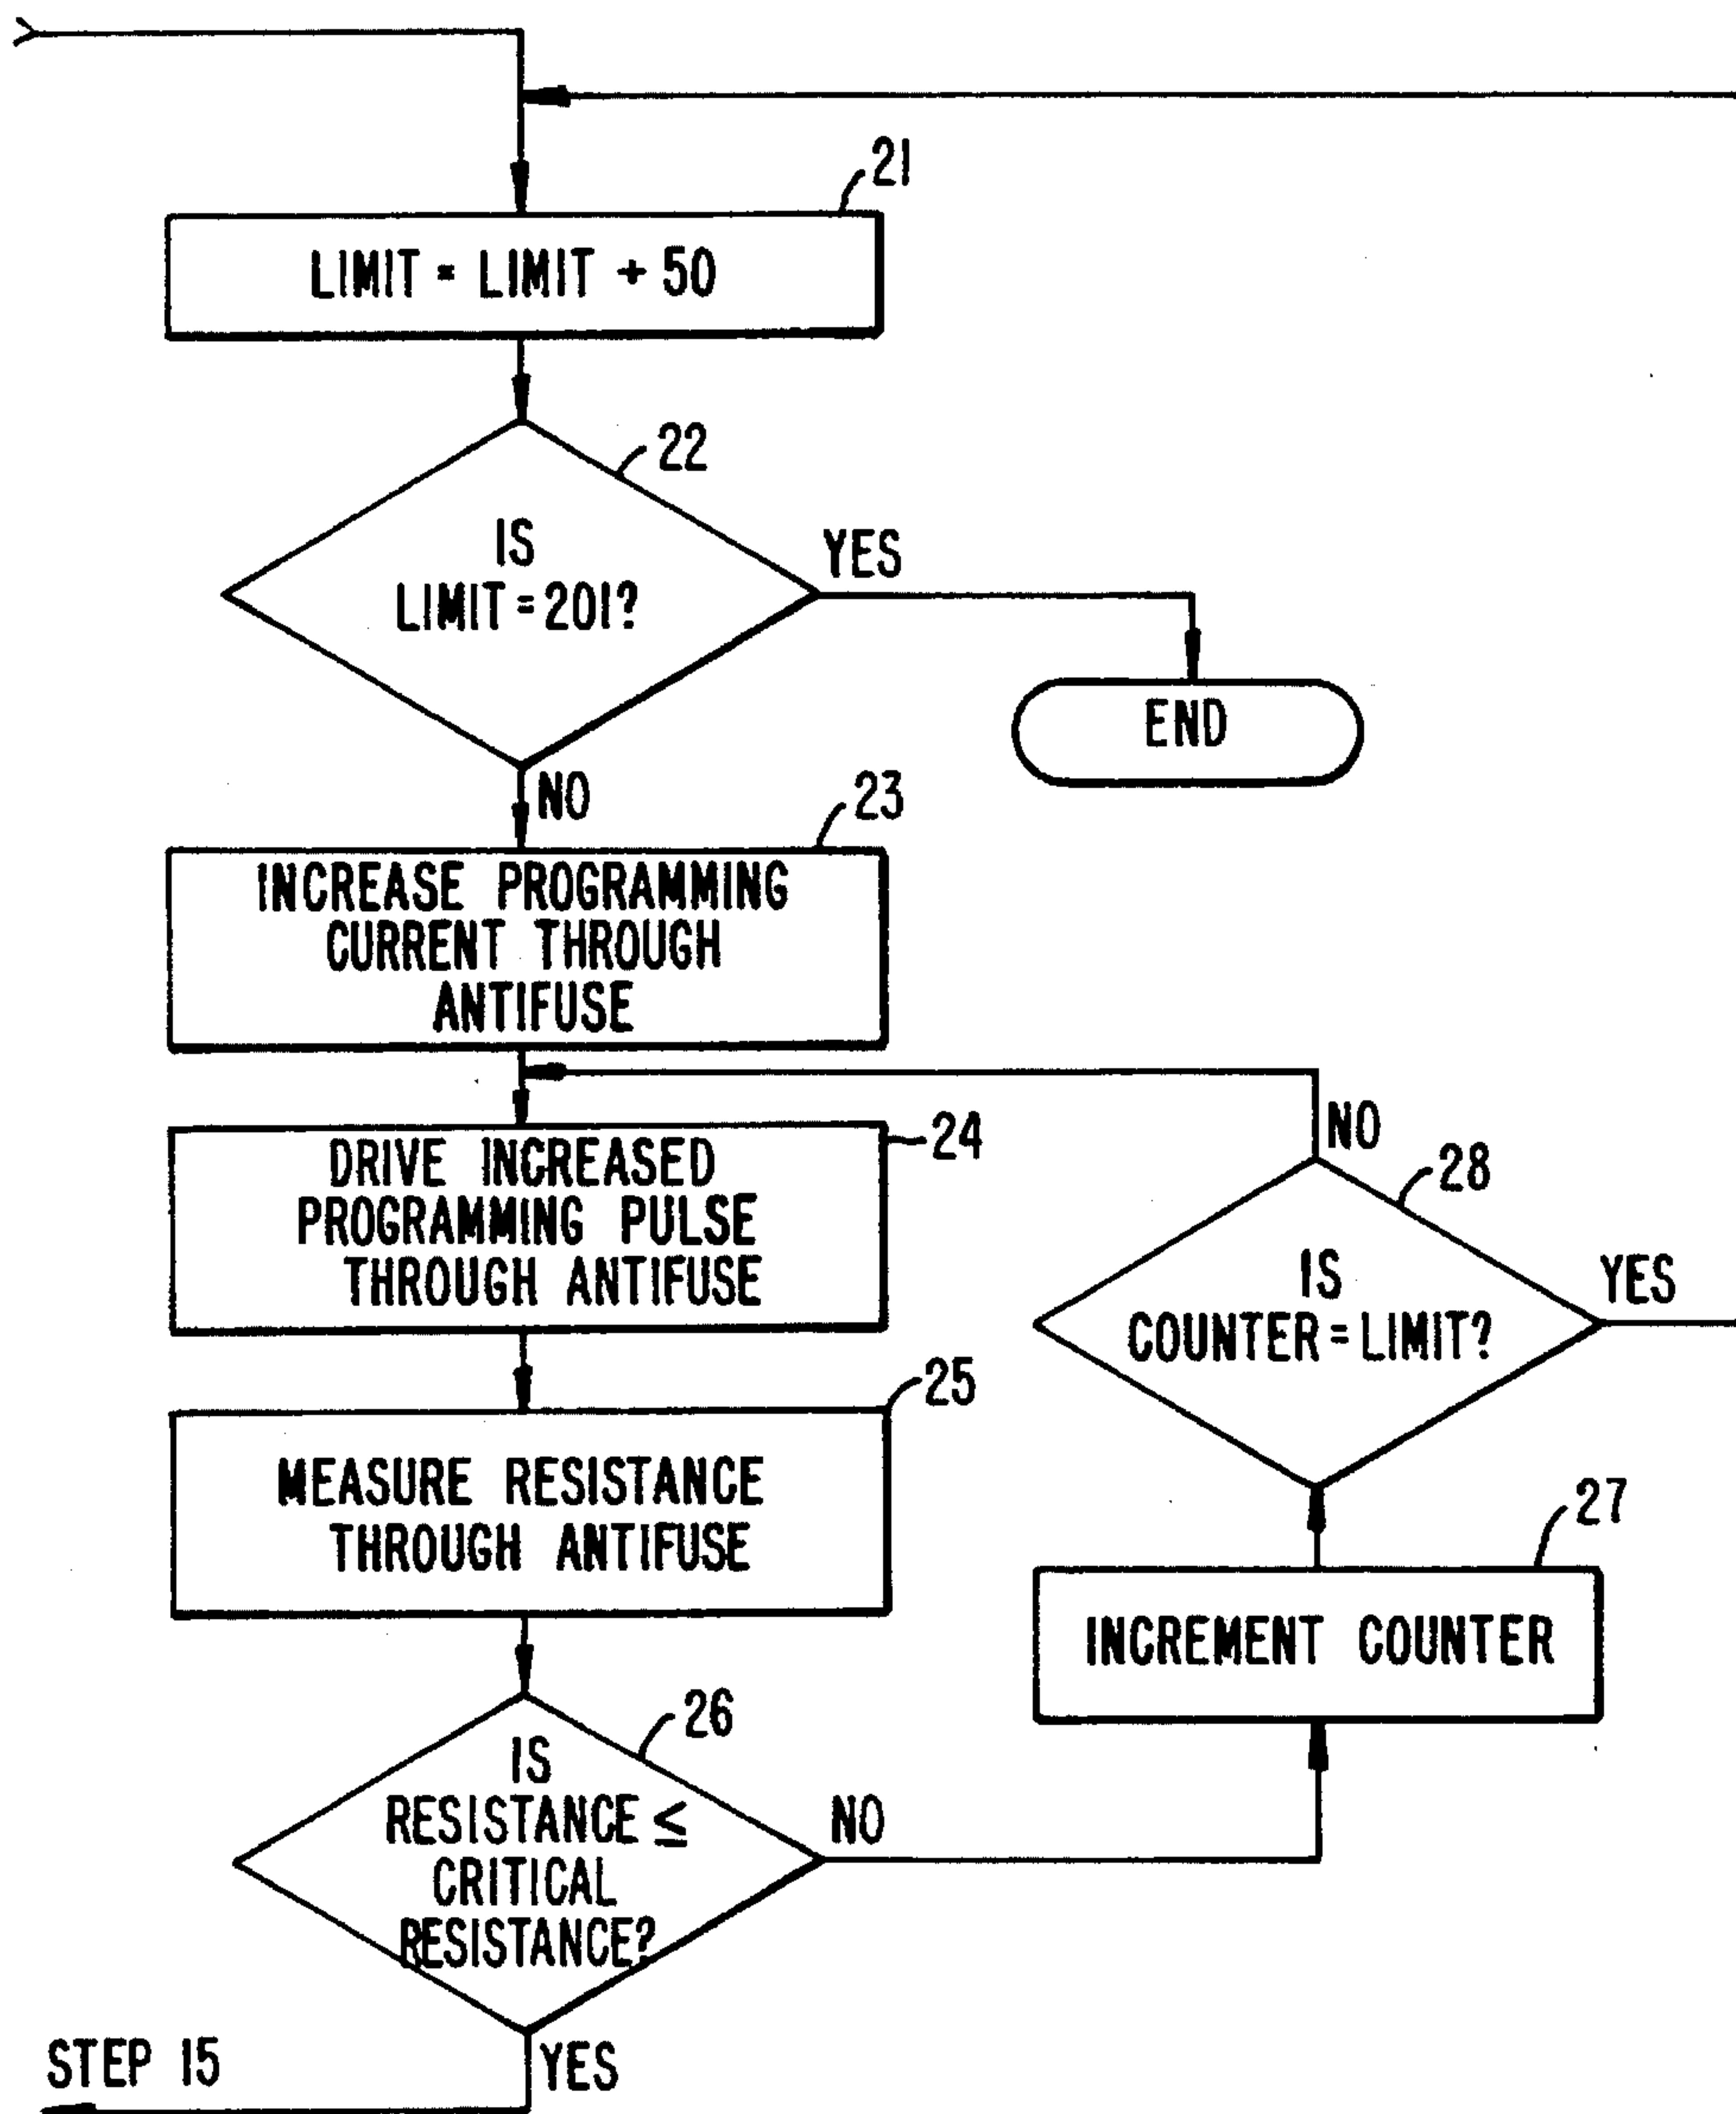 21
LIMIT = LIMIT + 50
22
IS
LIMIT = 201?
YES
END
NO
23
INCREASE PROGRAMMING
CURRENT THROUGH
ANTIFUSE
24
DRIVE INCREASED
PROGRAMMING PULSE
THROUGH ANTIFUSE
25
MEASURE RESISTANCE
THROUGH ANTIFUSE
26
IS
RESISTANCE ≤
CRITICAL
RESISTANCE?
NO
YES
STEP 15
27
INCREMENT COUNTER
28
IS
COUNTER = LIMIT?
NO
YES